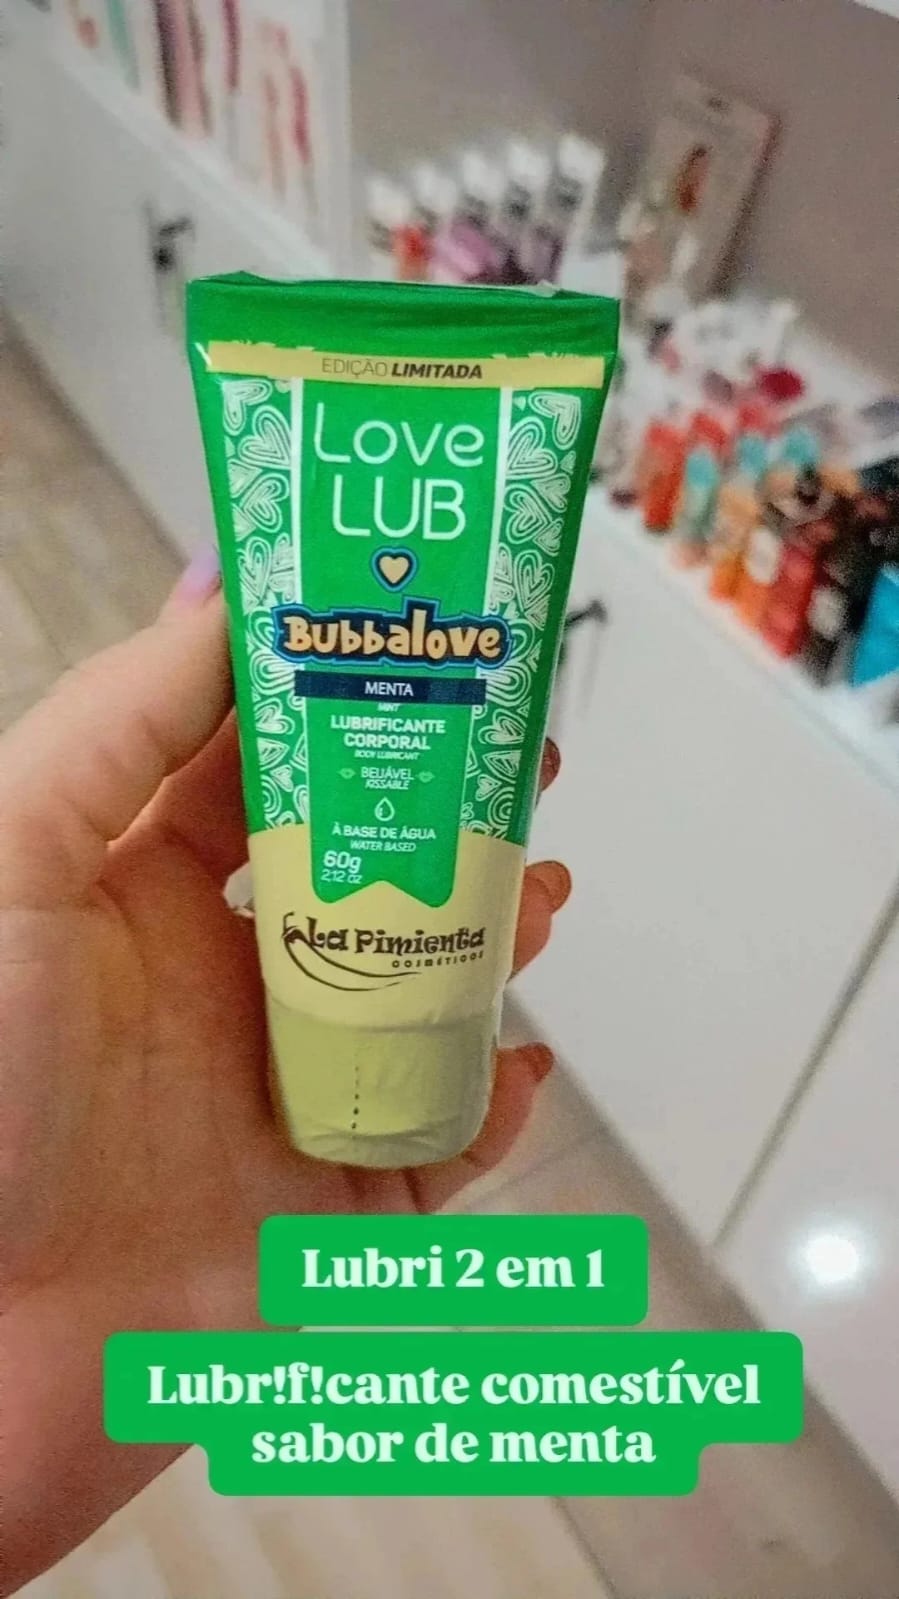 EDIÇÃO LIMITADA
LOVE
LUB
BUBBALOVE
MENTA
MINT
LUBRIFICANTE
CORPORAL
BODY LUBRICANT
BEIJÁVEL
KISSABLE
À BASE DE ÁGUA
WATER BASED
60g
2,12 oz
La Pimienta
COSMÉTICOS
Lubri 2 em 1
Lubr!f!cante comestível
sabor de menta